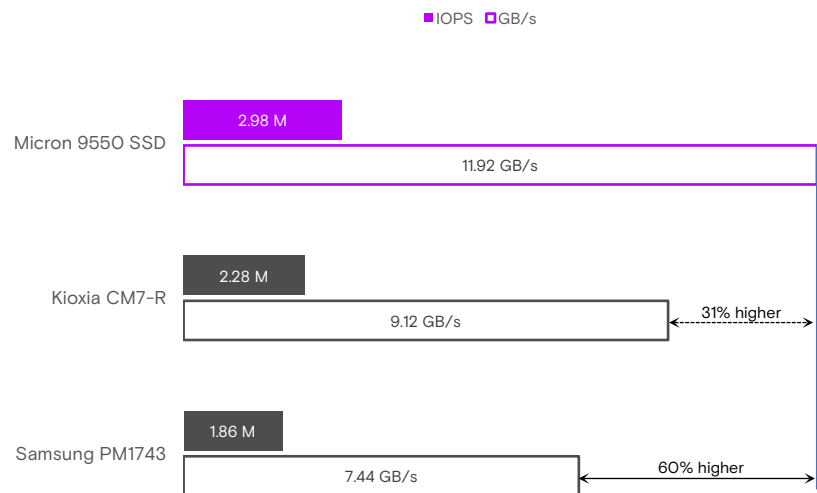 IOPS GB/s
2.98 M
Micron 9550 SSD
11.92 GB/s
2.28 M
Kioxia CM7-R
9.12 GB/s
31% higher
1.86 M
Samsung PM1743
7.44 GB/s
60% higher